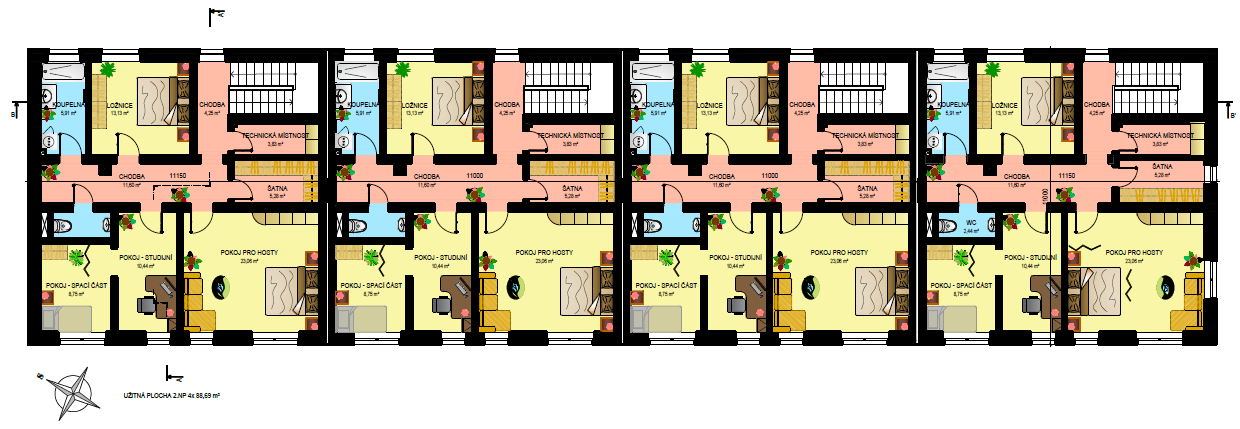 A'
KOUPELNA
5,91 m²
LOŽNICE
13,13 m²
CHODBA
4,25 m²
TECHNICKÁ MÍSTNOST
3,83 m²
CHODBA
11,60 m²
11150
ŠATNA
5,28 m²
POKOJ - STUDIJNÍ
10,44 m²
POKOJ PRO HOSTY
23,06 m²
POKOJ - SPACÍ ČÁST
8,75 m²
KOUPELNA
5,91 m²
LOŽNICE
13,13 m²
CHODBA
4,25 m²
TECHNICKÁ MÍSTNOST
3,83 m²
CHODBA
11,60 m²
11000
ŠATNA
5,28 m²
POKOJ - STUDIJNÍ
10,44 m²
POKOJ PRO HOSTY
23,06 m²
POKOJ - SPACÍ ČÁST
8,75 m²
KOUPELNA
5,91 m²
LOŽNICE
13,13 m²
CHODBA
4,25 m²
TECHNICKÁ MÍSTNOST
3,83 m²
CHODBA
11,60 m²
11000
ŠATNA
5,28 m²
POKOJ - STUDIJNÍ
10,44 m²
POKOJ PRO HOSTY
23,06 m²
POKOJ - SPACÍ ČÁST
8,75 m²
KOUPELNA
5,91 m²
LOŽNICE
13,13 m²
CHODBA
4,25 m²
TECHNICKÁ MÍSTNOST
3,83 m²
CHODBA
11,60 m²
11150
11000
ŠATNA
5,28 m²
WC
2,44 m²
POKOJ - STUDIJNÍ
10,44 m²
POKOJ PRO HOSTY
23,06 m²
POKOJ - SPACÍ ČÁST
8,75 m²
B
B'
S
A'
UŽITNÁ PLOCHA 2.NP 4x 88,69 m²